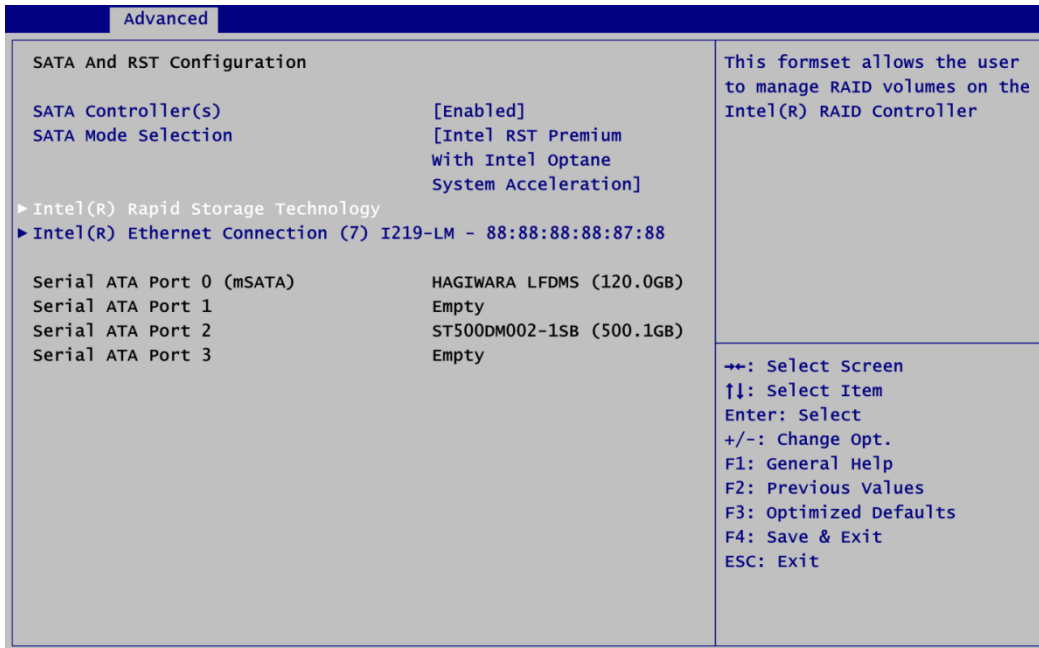 Advanced
SATA And RST Configuration
SATA Controller(s) [Enabled]
SATA Mode Selection [Intel RST Premium
With Intel Optane
System Acceleration]
►Intel(R) Rapid Storage Technology
►Intel(R) Ethernet Connection (7) I219-LM - 88:88:88:88:87:88
Serial ATA Port 0 (mSATA) HAGIWARA LFDMS (120.0GB)
Serial ATA Port 1 Empty
Serial ATA Port 2 ST500DM002-1SB (500.1GB)
Serial ATA Port 3 Empty
This formset allows the user
to manage RAID volumes on the
Intel(R) RAID Controller
→←: Select Screen
↑↓: Select Item
Enter: Select
+/-: Change Opt.
F1: General Help
F2: Previous Values
F3: Optimized Defaults
F4: Save & Exit
ESC: Exit